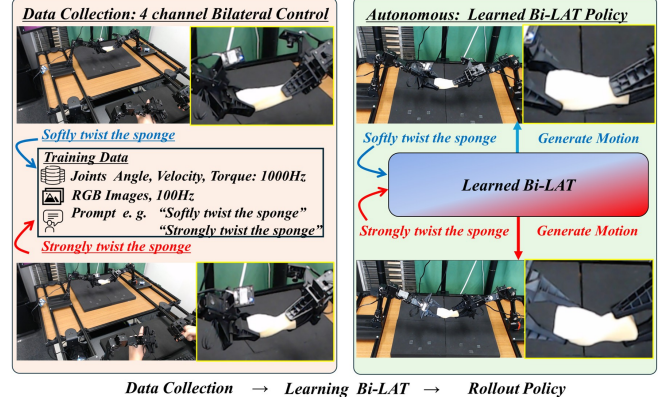 Data Collection: 4 channel Bilateral Control
Softly twist the sponge
Training Data
Joints Angle, Velocity, Torque: 1000Hz
RGB Images, 100Hz
Prompt e. g. “Softly twist the sponge”
“Strongly twist the sponge”
Strongly twist the sponge
Autonomous: Learned Bi-LAT Policy
Softly twist the sponge
Generate Motion
Learned Bi-LAT
Strongly twist the sponge
Generate Motion
Data Collection → Learning Bi-LAT → Rollout Policy